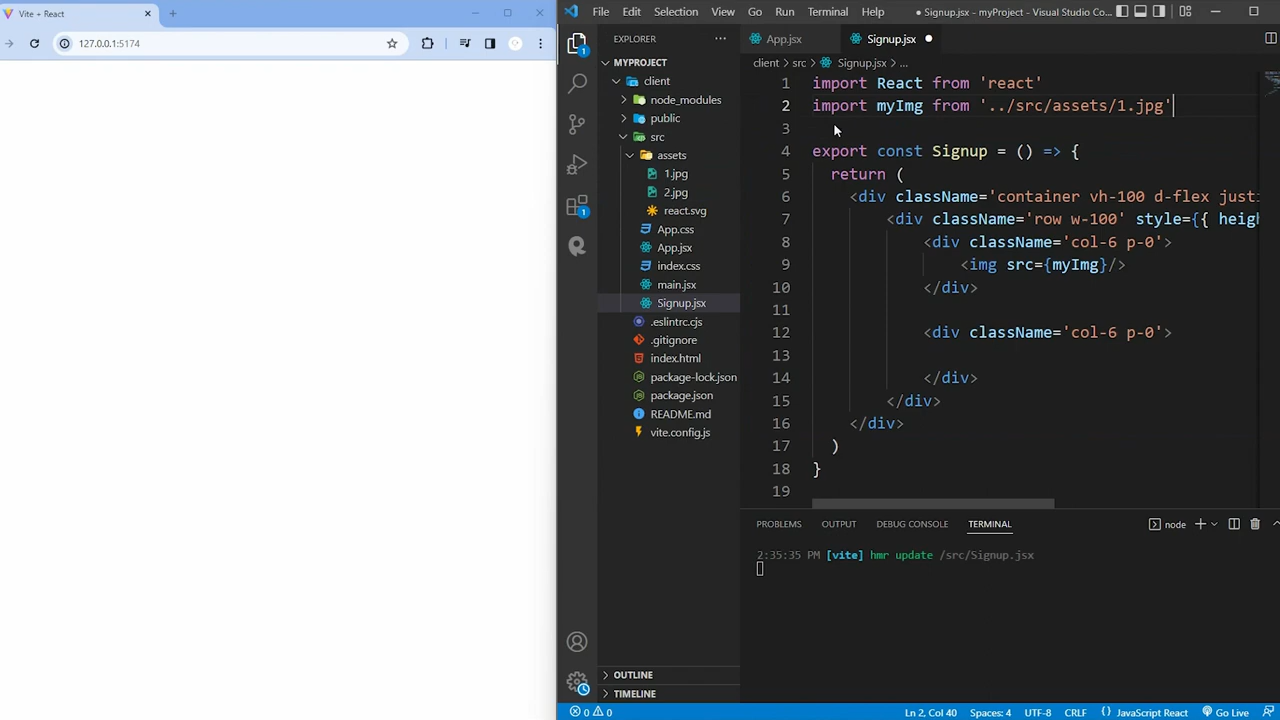 Vite + React
127.0.0.1:5174
File Edit Selection View Go Run Terminal Help
● Signup.jsx - myProject - Visual Studio Co...
EXPLORER
MYPROJECT
client
node_modules
public
src
assets
1.jpg
2.jpg
react.svg
App.css
App.jsx
index.css
main.jsx
Signup.jsx
.eslintrc.cjs
.gitignore
index.html
package-lock.json
package.json
README.md
vite.config.js
OUTLINE
TIMELINE
1
1
App.jsx
Signup.jsx
client > src > Signup.jsx > ...
1 import React from 'react'
2 import myImg from '../src/assets/1.jpg'
3
4 export const Signup = () => {
5 return (
6 <div className='container vh-100 d-flex justi
7 <div className='row w-100' style={{ heigh
8 <div className='col-6 p-0'>
9 <img src={myImg}/>
10 </div>
11
12 <div className='col-6 p-0'>
13
14 </div>
15 </div>
16 </div>
17 )
18 }
19
PROBLEMS OUTPUT DEBUG CONSOLE TERMINAL
node
2:35:35 PM [vite] hmr update /src/Signup.jsx
0 0
Ln 2, Col 40 Spaces: 4 UTF-8 CRLF {} JavaScript React Go Live